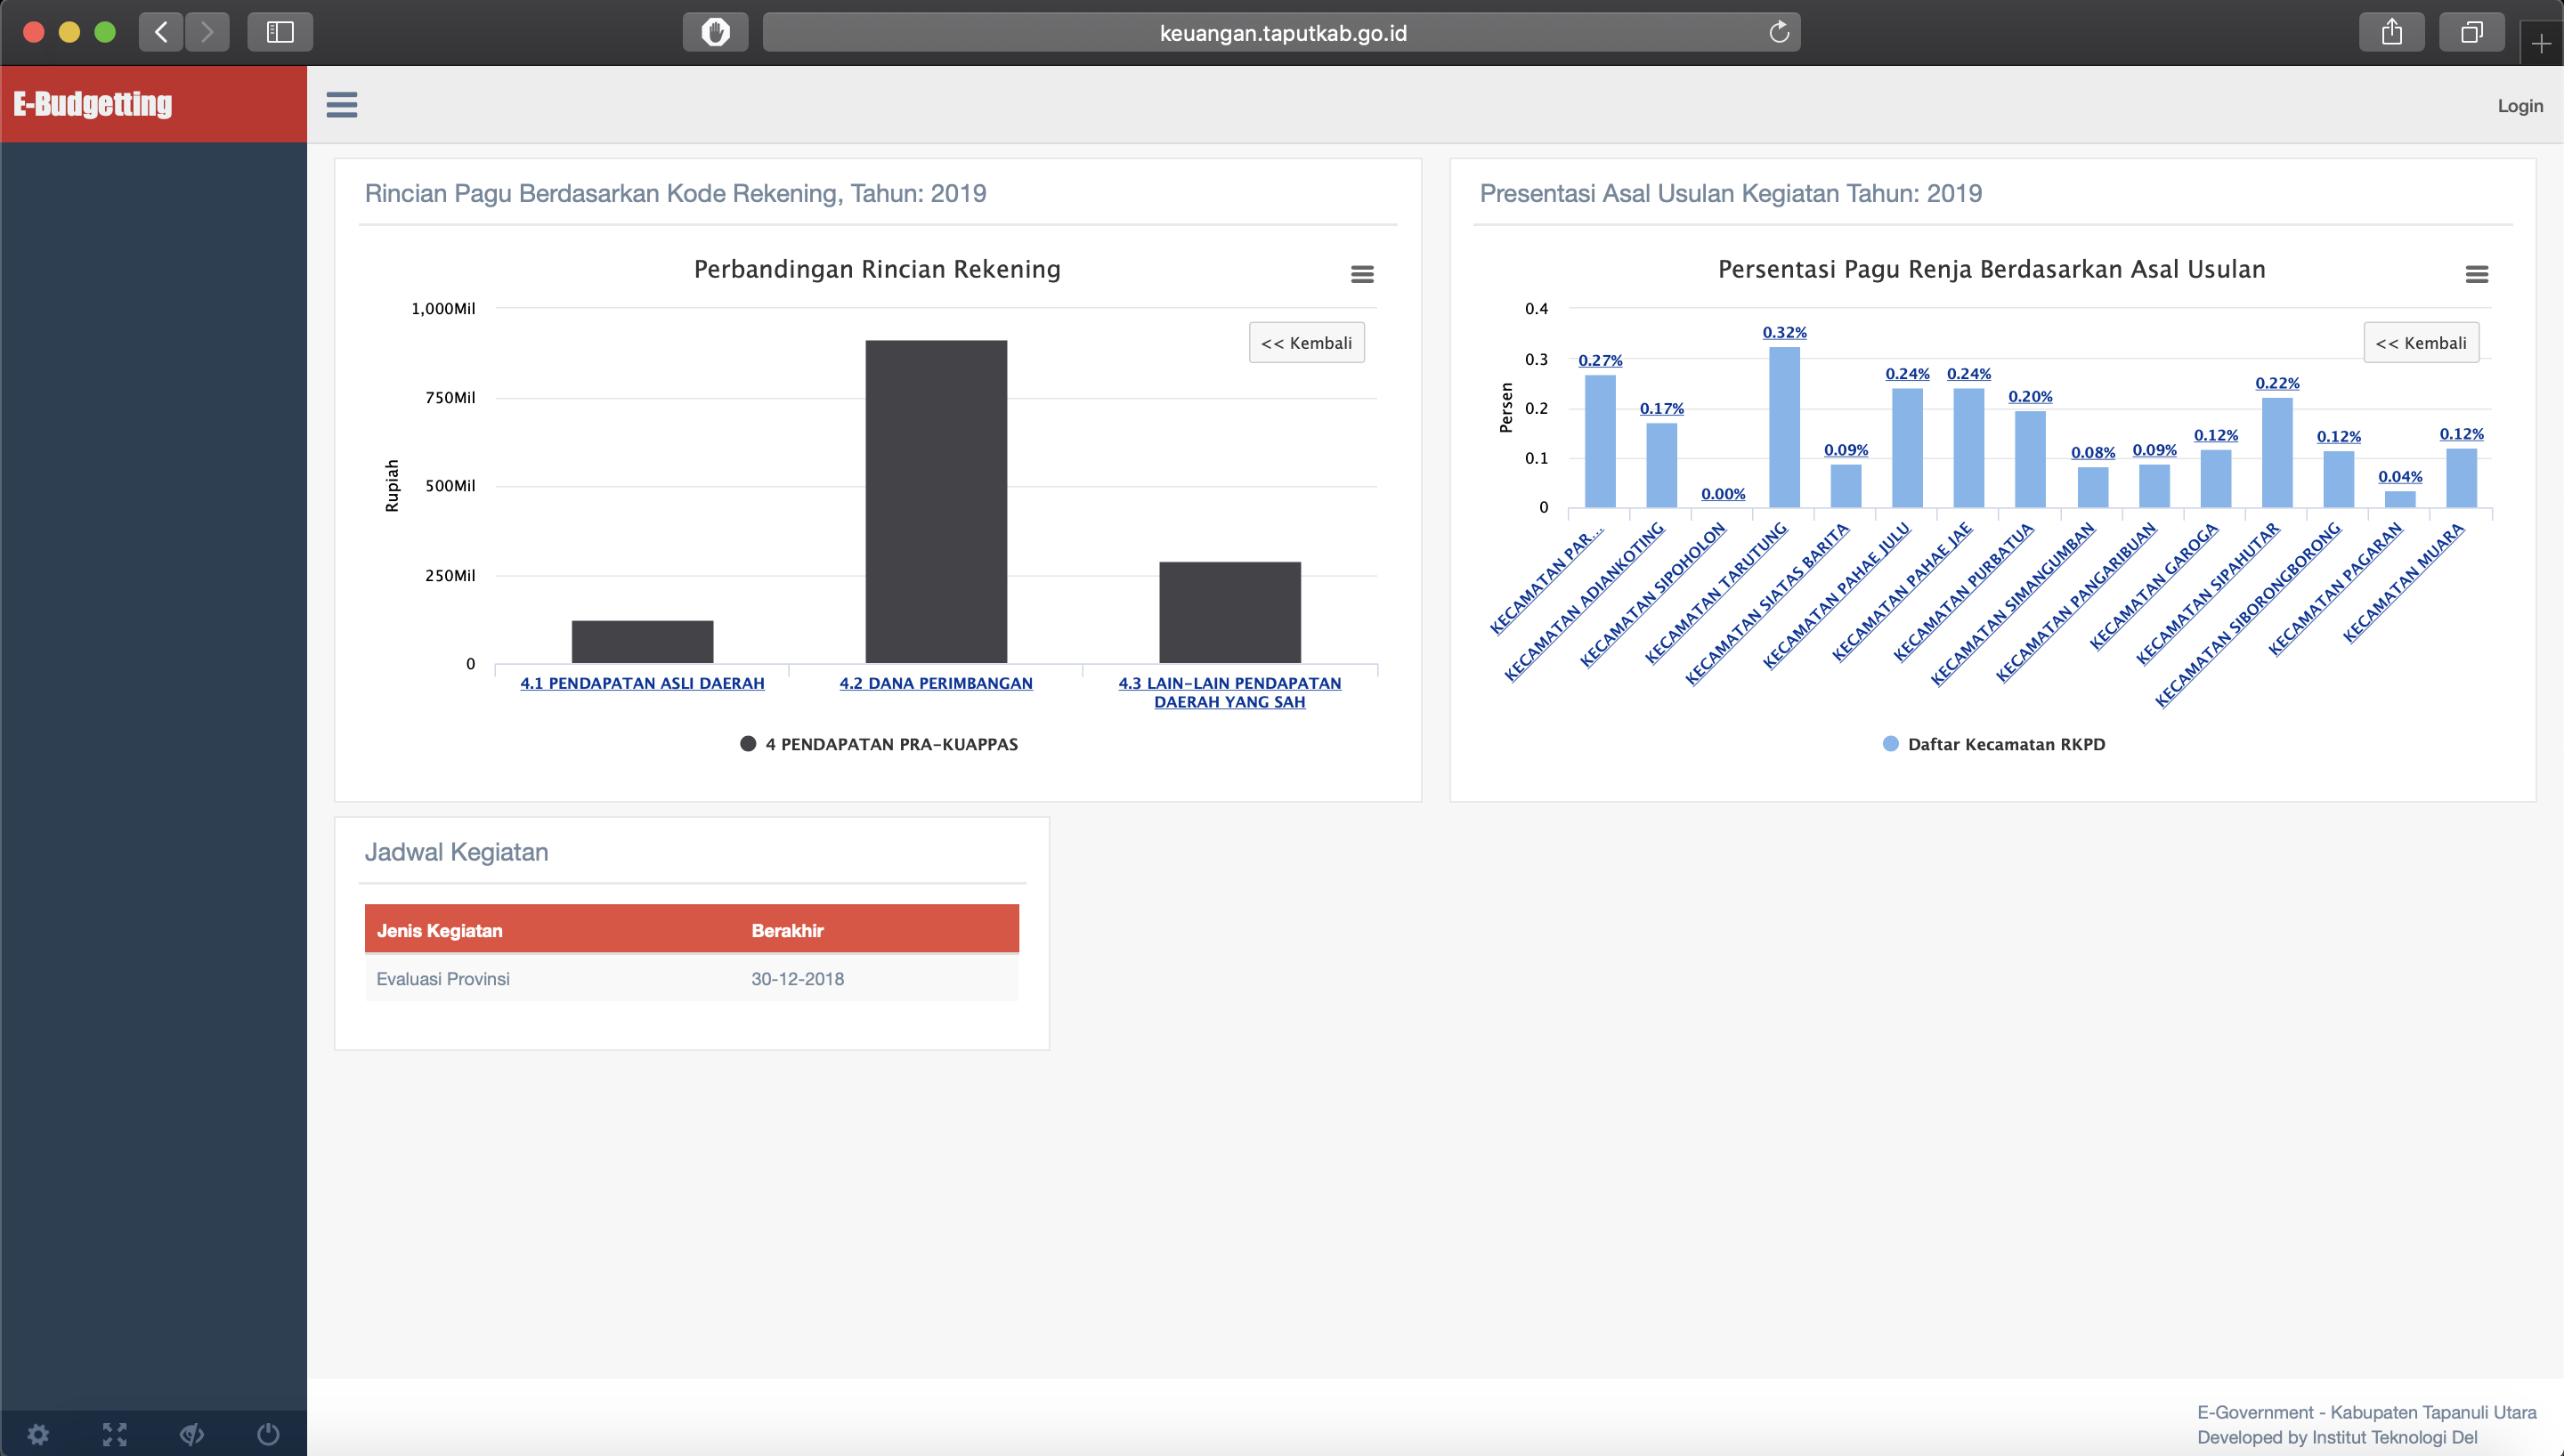 keuangan.taputkab.go.id
E-Budgetting
Login
Rincian Pagu Berdasarkan Kode Rekening, Tahun: 2019
Perbandingan Rincian Rekening
<< Kembali
Rupiah
1,000Mil
750Mil
500Mil
250Mil
0
4.1 PENDAPATAN ASLI DAERAH
4.2 DANA PERIMBANGAN
4.3 LAIN-LAIN PENDAPATAN
DAERAH YANG SAH
4 PENDAPATAN PRA-KUAPPAS
Presentasi Asal Usulan Kegiatan Tahun: 2019
Persentasi Pagu Renja Berdasarkan Asal Usulan
<< Kembali
Persen
0.4
0.3
0.2
0.1
0
0.27%
0.17%
0.00%
0.32%
0.09%
0.24%
0.24%
0.20%
0.08%
0.09%
0.12%
0.22%
0.12%
0.04%
0.12%
KECAMATAN PAR...
KECAMATAN ADIANKOTING
KECAMATAN SIPOHOLON
KECAMATAN TARUTUNG
KECAMATAN SIATAS BARITA
KECAMATAN PAHAE JULU
KECAMATAN PAHAE JAE
KECAMATAN PURBATUA
KECAMATAN SIMANGUMBAN
KECAMATAN PANGARIBUAN
KECAMATAN GAROGA
KECAMATAN SIPAHUTAR
KECAMATAN SIBORONGBORONG
KECAMATAN PAGARAN
KECAMATAN MUARA
Daftar Kecamatan RKPD
Jadwal Kegiatan
Jenis Kegiatan Berakhir
Evaluasi Provinsi 30-12-2018
E-Government - Kabupaten Tapanuli Utara
Developed by Institut Teknologi Del